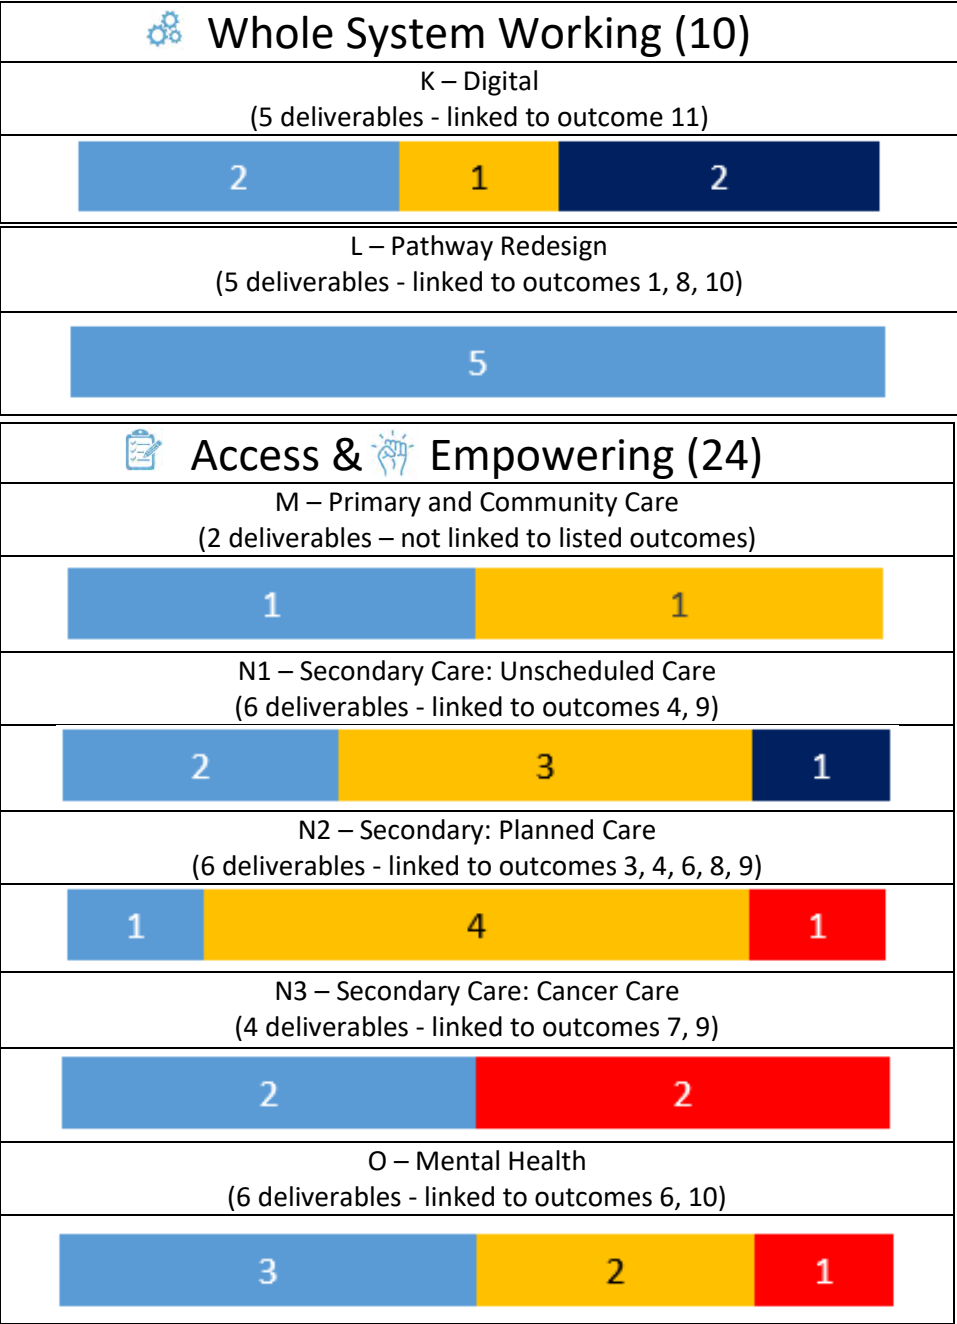 Whole System Working (10)
K – Digital
(5 deliverables - linked to outcome 11)
2 1 2
L – Pathway Redesign
(5 deliverables - linked to outcomes 1, 8, 10)
5
Access & Empowering (24)
M – Primary and Community Care
(2 deliverables – not linked to listed outcomes)
1 1
N1 – Secondary Care: Unscheduled Care
(6 deliverables - linked to outcomes 4, 9)
2 3 1
N2 – Secondary: Planned Care
(6 deliverables - linked to outcomes 3, 4, 6, 8, 9)
1 4 1
N3 – Secondary Care: Cancer Care
(4 deliverables - linked to outcomes 7, 9)
2 2
O – Mental Health
(6 deliverables - linked to outcomes 6, 10)
3 2 1